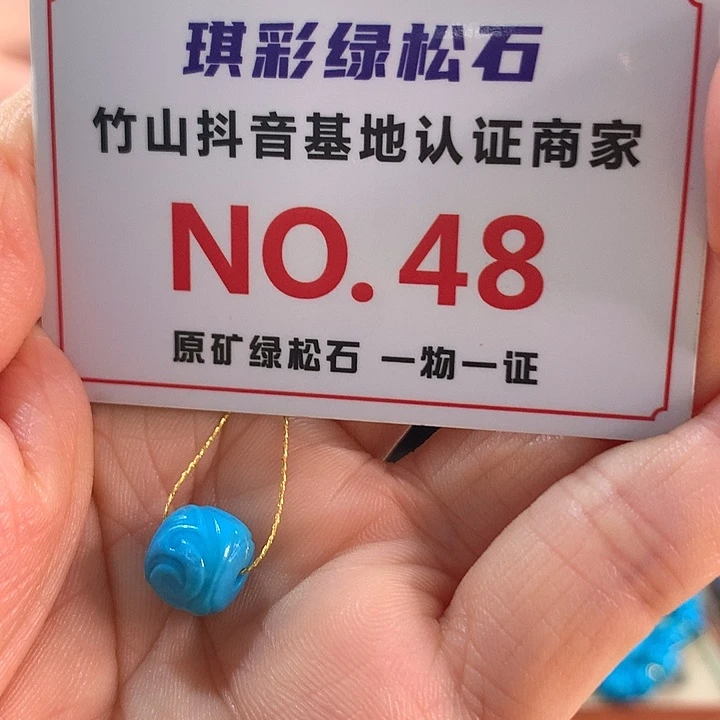 琪彩绿松石
竹山抖音基地认证商家
NO.48
原矿绿松石 一物一证